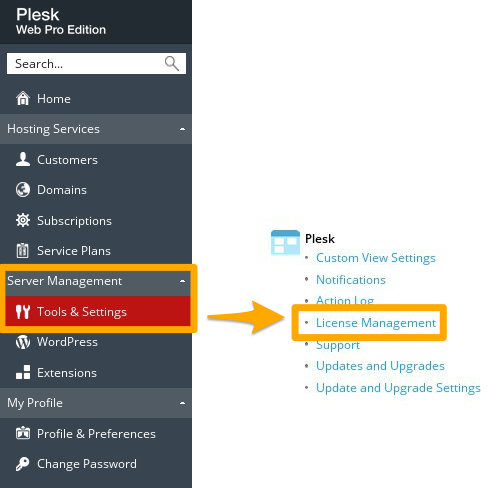 Plesk
Web Pro Edition
Search...
Home
Hosting Services
Customers
Domains
Subscriptions
Service Plans
Server Management
Tools & Settings
WordPress
Extensions
My Profile
Profile & Preferences
Change Password
Plesk
Custom View Settings
Notifications
Action Log
License Management
Support
Updates and Upgrades
Update and Upgrade Settings